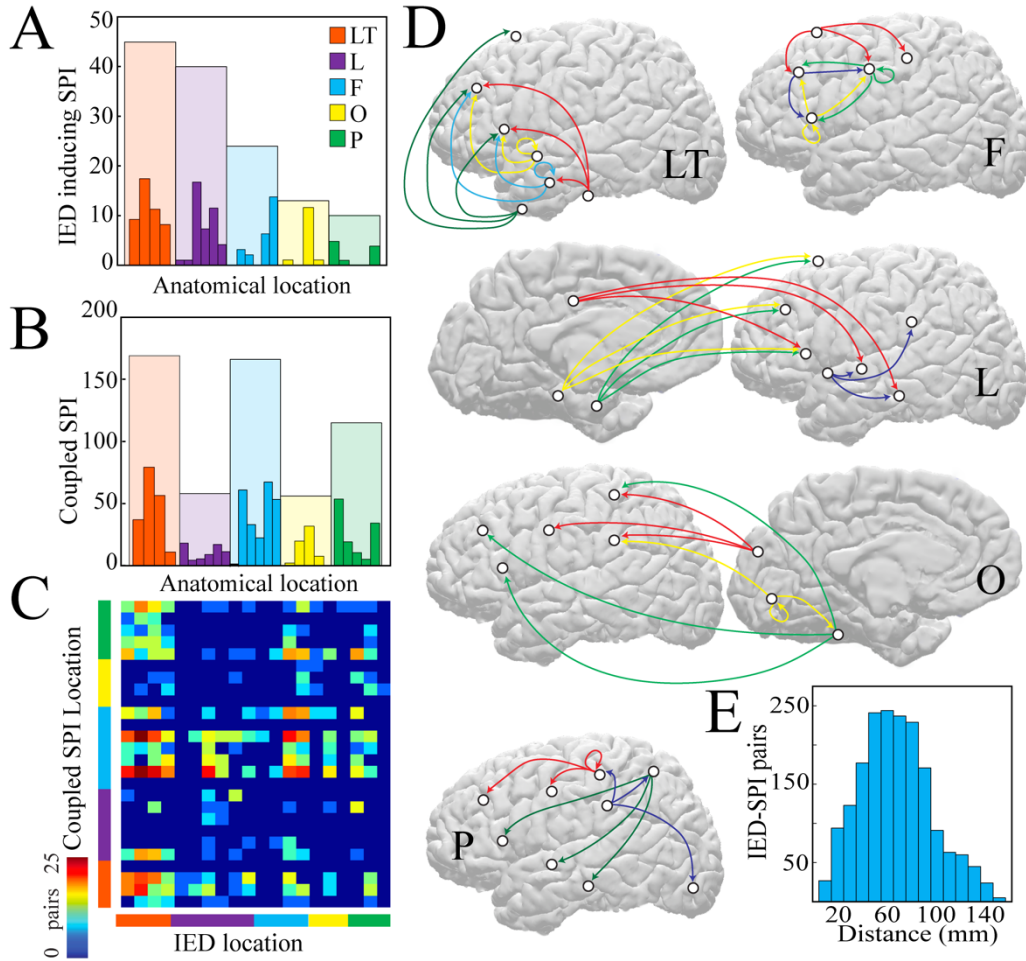 A
IED inducing SPI
50
40
30
20
10
0
LT
L
F
O
P
Anatomical location
B
Coupled SPI
200
150
100
50
0
Anatomical location
C
Coupled SPI Location
25
0 pairs
IED location
D
LT
F
L
O
P
E
IED-SPI pairs
250
150
50
20 60 100 140
Distance (mm)